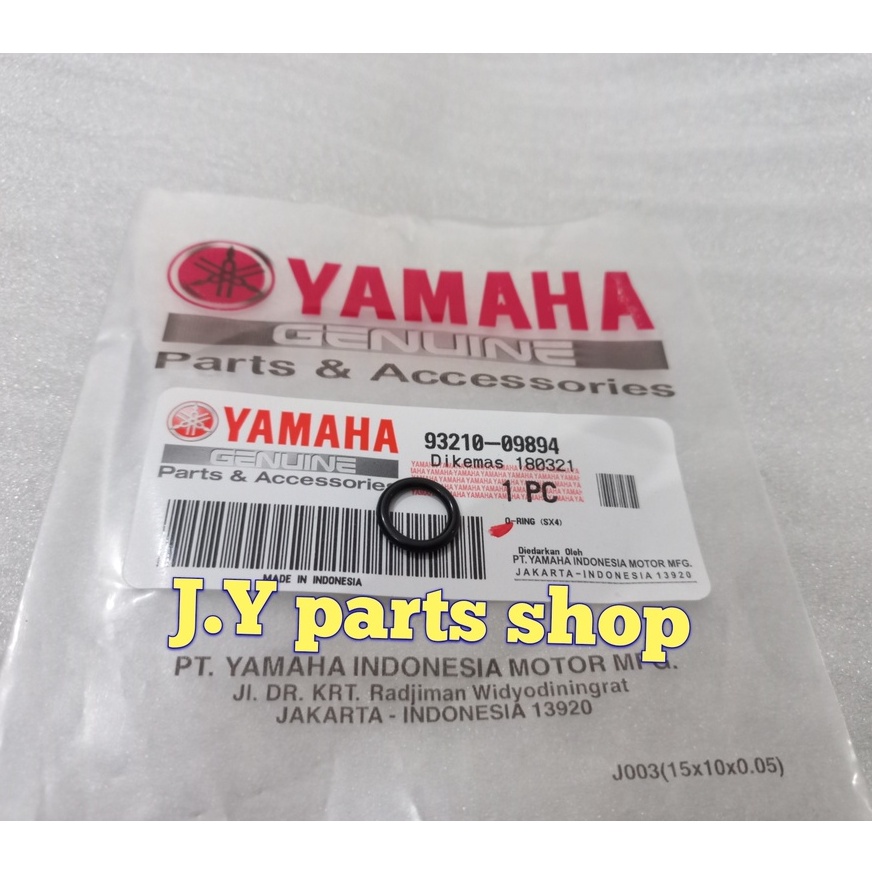 YAMAHA
GENUINE
Parts & Accessories
YAMAHA
GENUINE
Parts & Accessories
93210-09894
Dikemas 180321
1 PC
O-RING (SX4)
Diedarkan Oleh
PT.YAMAHA INDONESIA MOTOR MFG.
JAKARTA-INDONESIA 13920
MADE IN INDONESIA
J.Y parts shop
PT. YAMAHA INDONESIA MOTOR MFG.
Jl. DR. KRT. Radjiman Widyodiningrat
JAKARTA - INDONESIA 13920
J003(15x10x0.05)